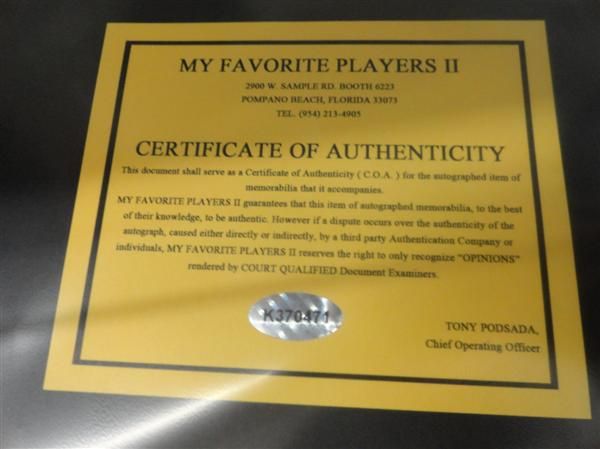 MY FAVORITE PLAYERS II
2900 W. SAMPLE RD. BOOTH 6223
POMPANO BEACH, FLORIDA 33073
TEL. (954) 213-4905
CERTIFICATE OF AUTHENTICITY
This document shall serve as a Certificate of Authenticity ( C.O.A. ) for the autographed item of
memorabilia that it accompanies.
MY FAVORITE PLAYERS II guarantees that this item of autographed memorabilia, to the best
of their knowledge, to be authentic. However if a dispute occurs over the authenticity of the
autograph, caused either directly or indirectly, by a third party Authentication Company or
individuals, MY FAVORITE PLAYERS II reserves the right to only recognize "OPINIONS"
rendered by COURT QUALIFIED Document Examiners.
K370471
TONY PODSADA,
Chief Operating Officer